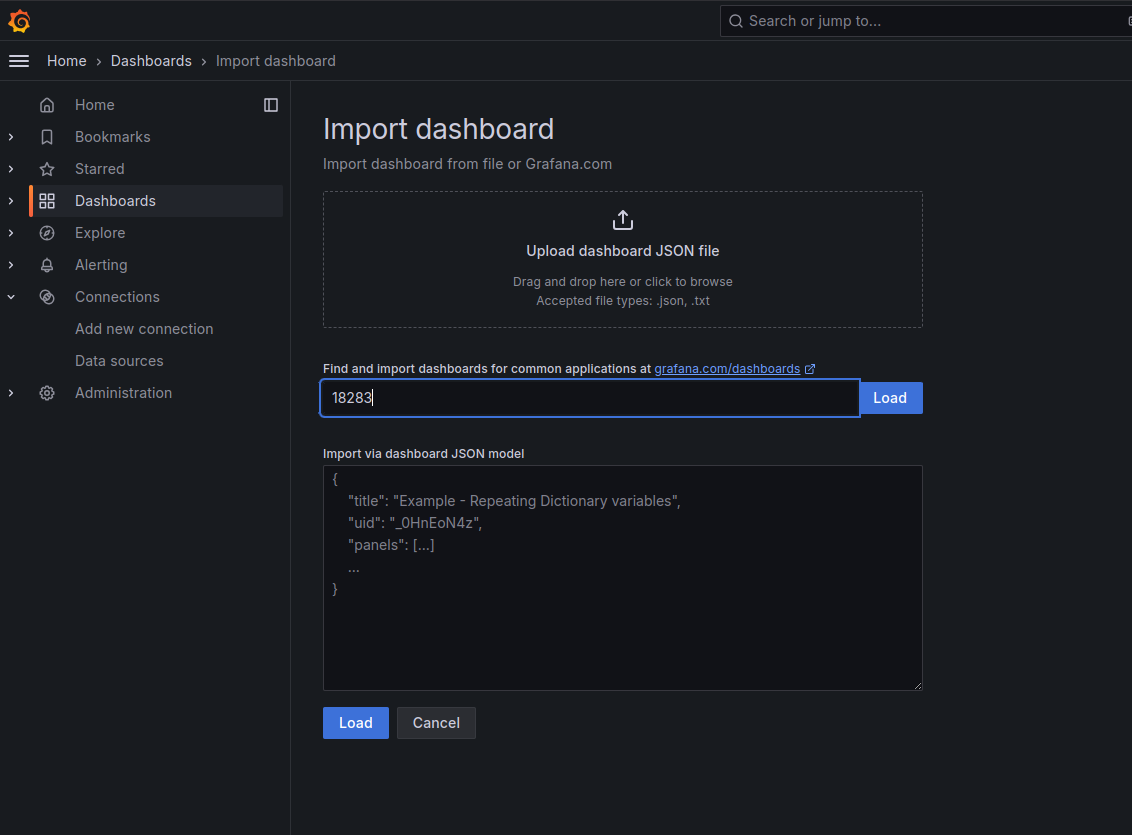 Search or jump to...
Home › Dashboards › Import dashboard
Home
Bookmarks
Starred
Dashboards
Explore
Alerting
Connections
Add new connection
Data sources
Administration
Import dashboard
Import dashboard from file or Grafana.com
Upload dashboard JSON file
Drag and drop here or click to browse
Accepted file types: .json, .txt
Find and import dashboards for common applications at grafana.com/dashboards
18283
Load
Import via dashboard JSON model
{
"title": "Example - Repeating Dictionary variables",
"uid": "_0HnEoN4z",
"panels": [...]
...
}
Load
Cancel